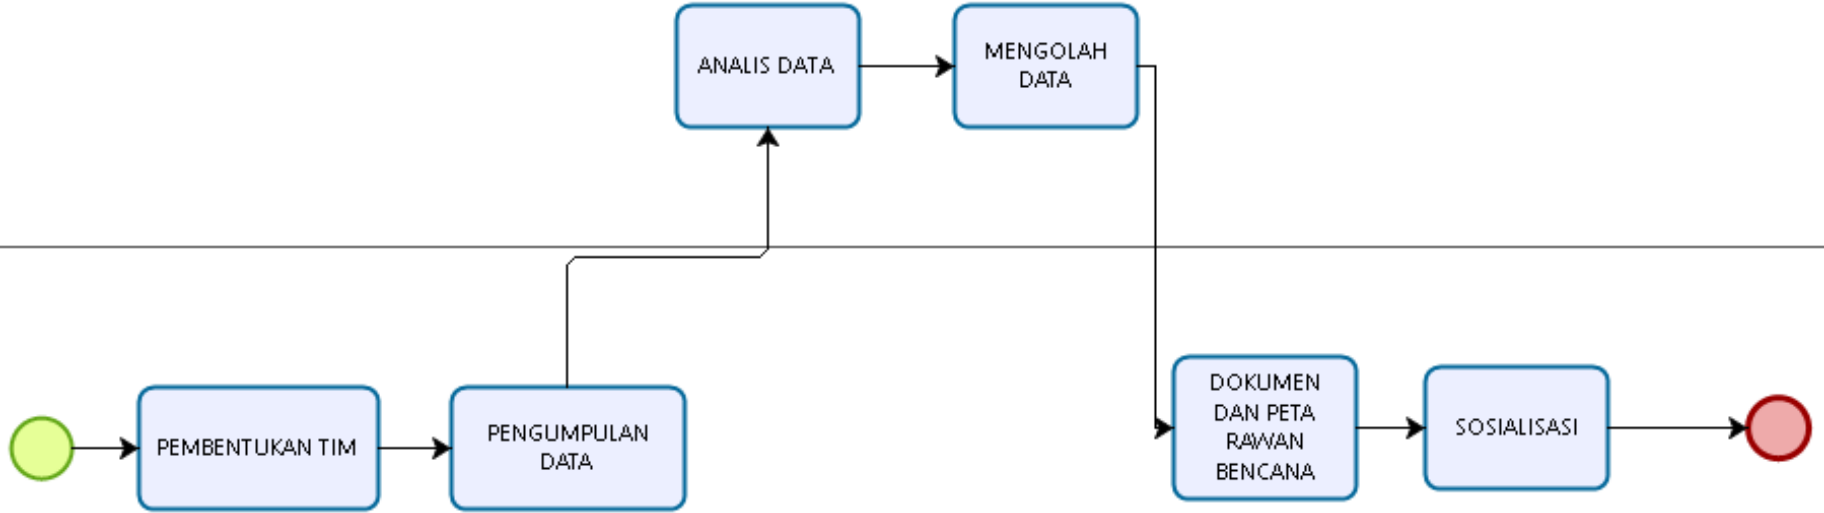 ANALIS DATA
MENGOLAH
DATA
PEMBENTUKAN TIM
PENGUMPULAN
DATA
DOKUMEN
DAN PETA
RAWAN
BENCANA
SOSIALISASI